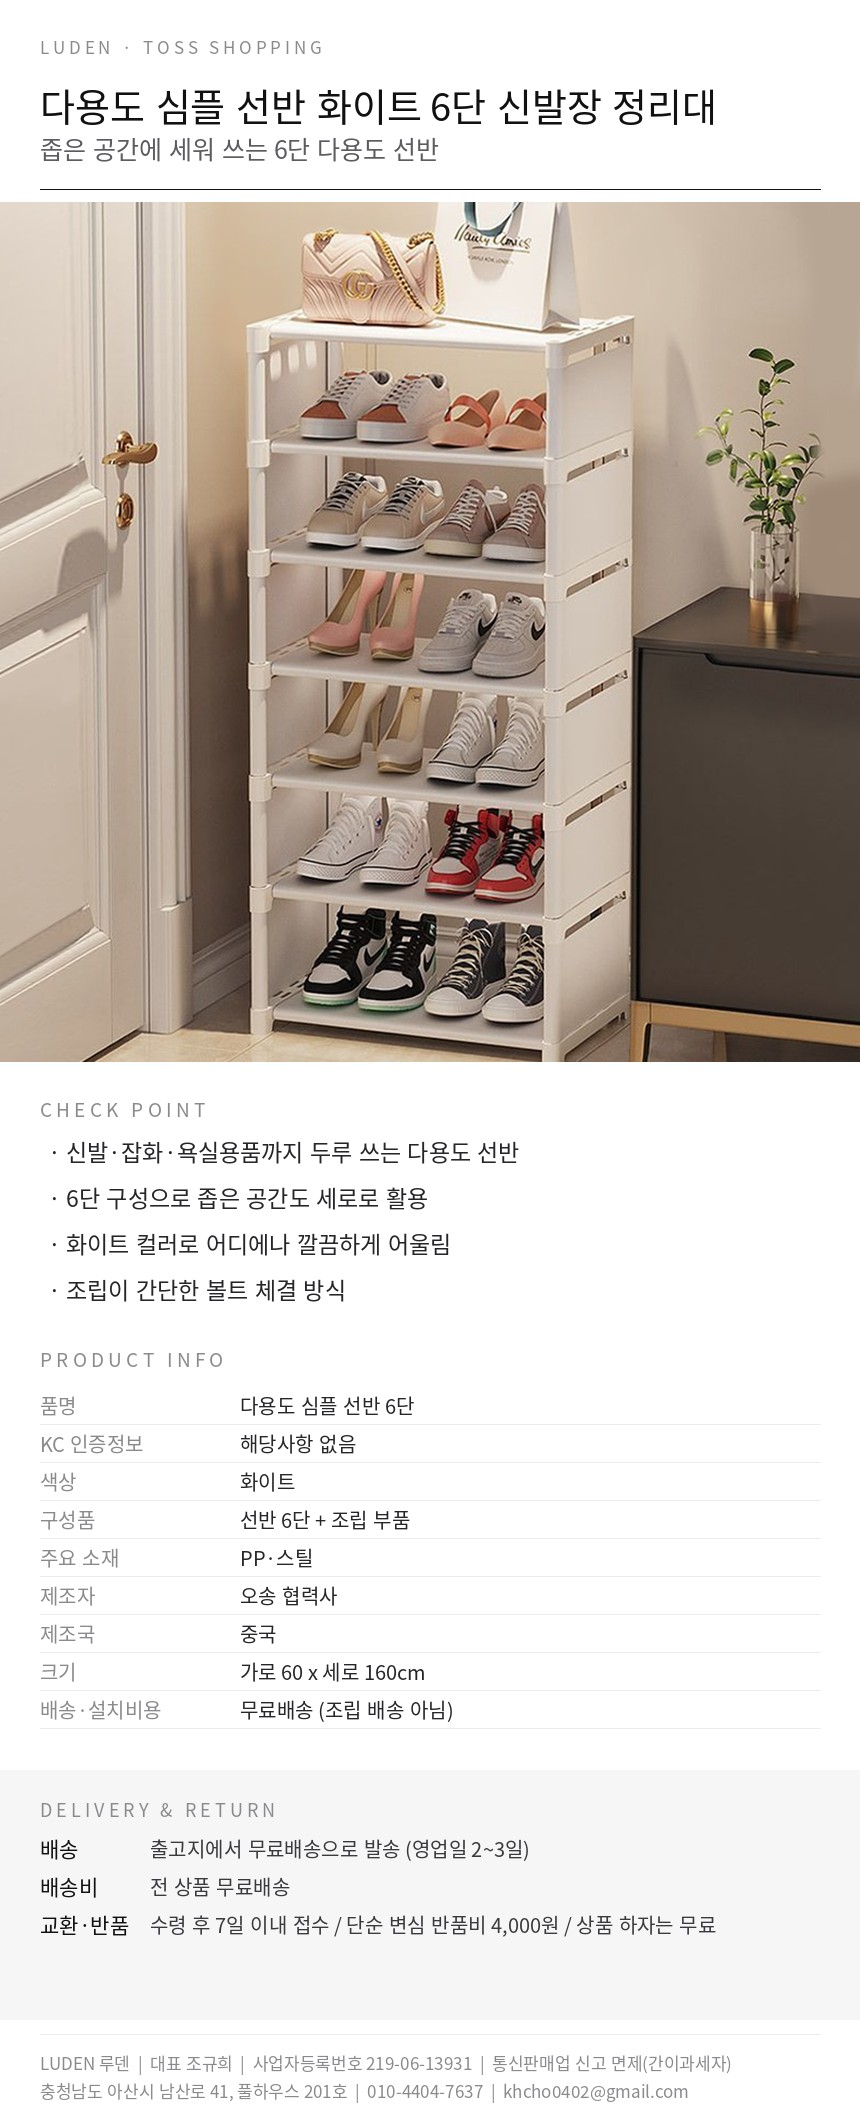 LUDEN · TOSS SHOPPING
다용도 심플 선반 화이트 6단 신발장 정리대
좁은 공간에 세워 쓰는 6단 다용도 선반
CHECK POINT
· 신발·잡화·욕실용품까지 두루 쓰는 다용도 선반
· 6단 구성으로 좁은 공간도 세로로 활용
· 화이트 컬러로 어디에나 깔끔하게 어울림
· 조립이 간단한 볼트 체결 방식
PRODUCT INFO
품명 다용도 심플 선반 6단
KC 인증정보 해당사항 없음
색상 화이트
구성품 선반 6단 + 조립 부품
주요 소재 PP·스틸
제조자 오송 협력사
제조국 중국
크기 가로 60 x 세로 160cm
배송·설치비용 무료배송 (조립 배송 아님)
DELIVERY & RETURN
배송 출고지에서 무료배송으로 발송 (영업일 2~3일)
배송비 전 상품 무료배송
교환·반품 수령 후 7일 이내 접수 / 단순 변심 반품비 4,000원 / 상품 하자는 무료
LUDEN 루덴 | 대표 조규희 | 사업자등록번호 219-06-13931 | 통신판매업 신고 면제(간이과세자)
충청남도 아산시 남산로 41, 풀하우스 201호 | 010-4404-7637 | khcho0402@gmail.com